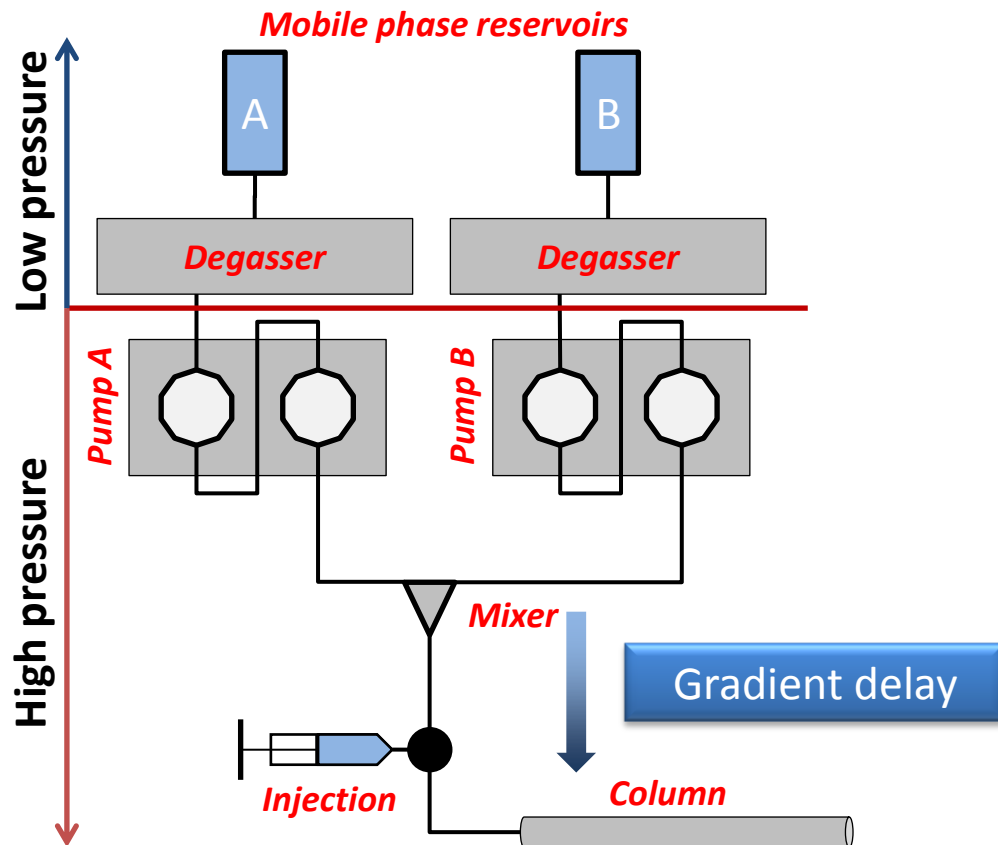 Mobile phase reservoirs
Low pressure
A
B
Degasser
Degasser
Pump A
Pump B
High pressure
Mixer
Gradient delay
Injection
Column